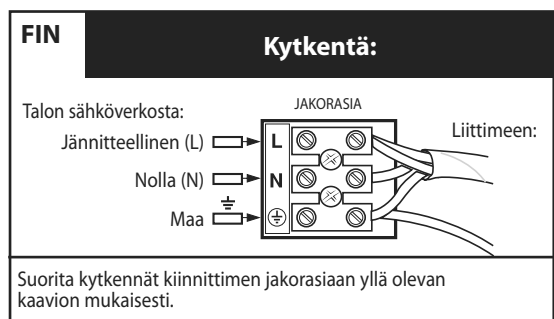 FIN
Kytkentä:
Talon sähköverkosta:
JAKORASIA
Liittimeen:
Jännitteellinen (L)
L
Nolla (N)
N
Maa
Suorita kytkennät kiinnittimen jakorasiaan yllä olevan
kaavion mukaisesti.